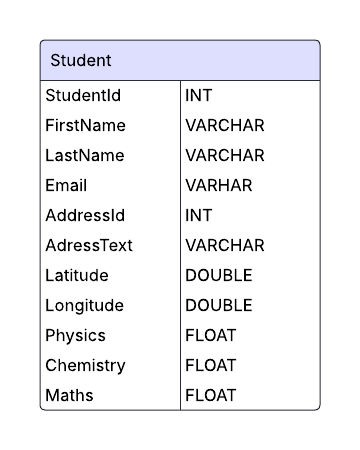 Student
StudentId INT
FirstName VARCHAR
LastName VARCHAR
Email VARHAR
AddressId INT
AdressText VARCHAR
Latitude DOUBLE
Longitude DOUBLE
Physics FLOAT
Chemistry FLOAT
Maths FLOAT